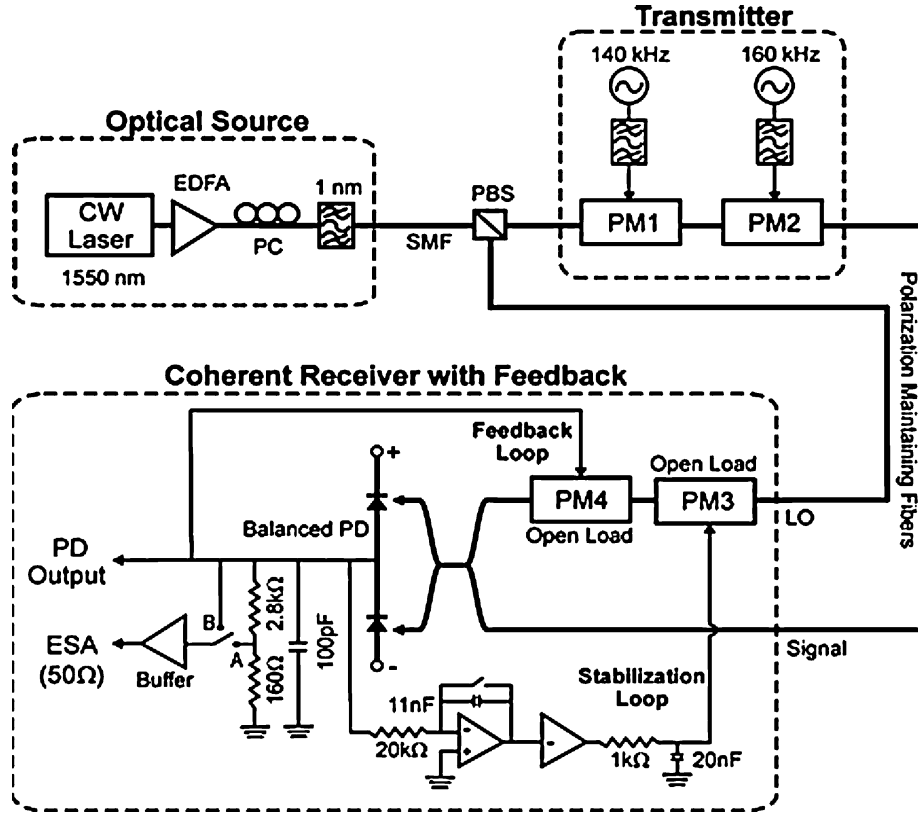 Transmitter
140 kHz
160 kHz
Optical Source
EDFA
1 nm
PBS
CW
Laser
PC
SMF
PM1
PM2
1550 nm
Polarization Maintaining Fibers
Coherent Receiver with Feedback
Feedback
Loop
+
Open Load
PM4
PM3
Balanced PD
Open Load
LO
PD
Output
2.8kΩ
B
100pF
ESA
(50Ω)
A
Buffer
160Ω
-
Signal
11nF
Stabilization
Loop
-
+
-
20kΩ
1kΩ
20nF